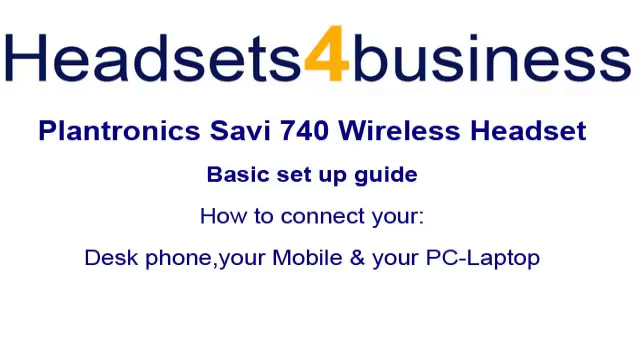 Headsets4business
Plantronics Savi 740 Wireless Headset
Basic set up guide
How to connect your:
Desk phone,your Mobile & your PC-Laptop